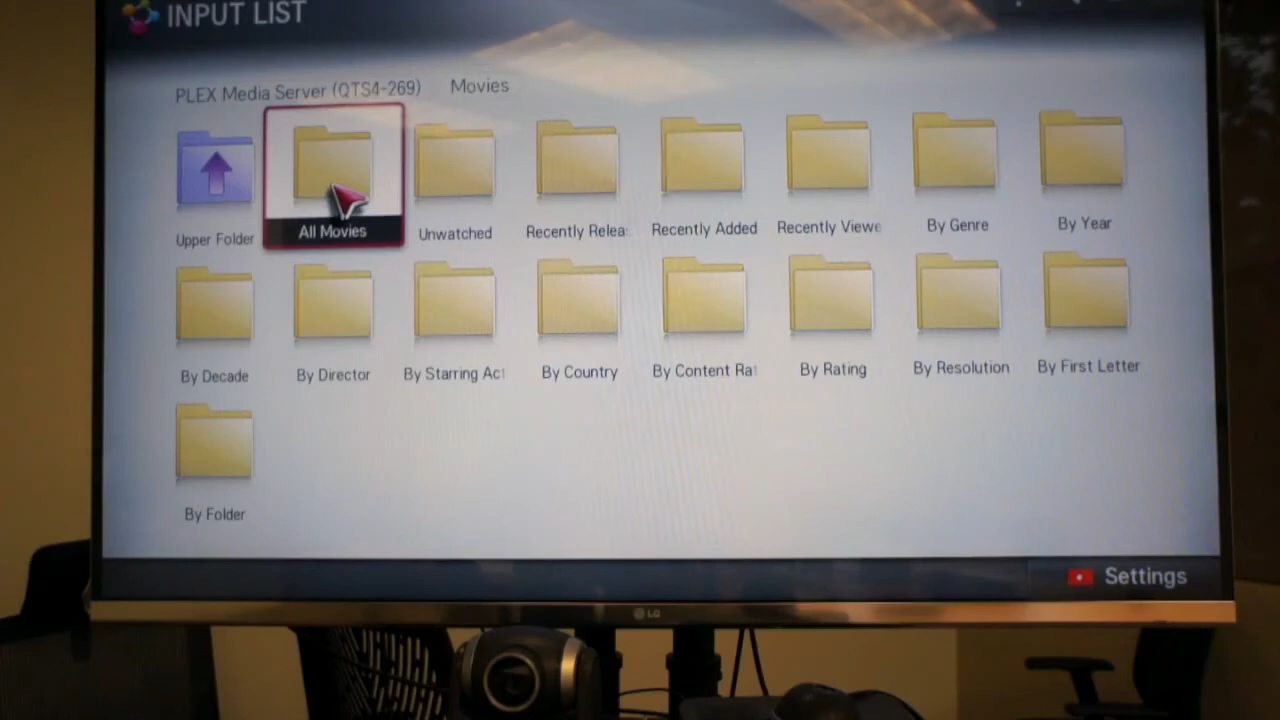 INPUT LIST
PLEX Media Server (QTS4-269) Movies
Upper Folder All Movies Unwatched Recently Relea Recently Added Recently Viewe By Genre By Year
By Decade By Director By Starring Act By Country By Content Rat By Rating By Resolution By First Letter
By Folder
Settings
LG